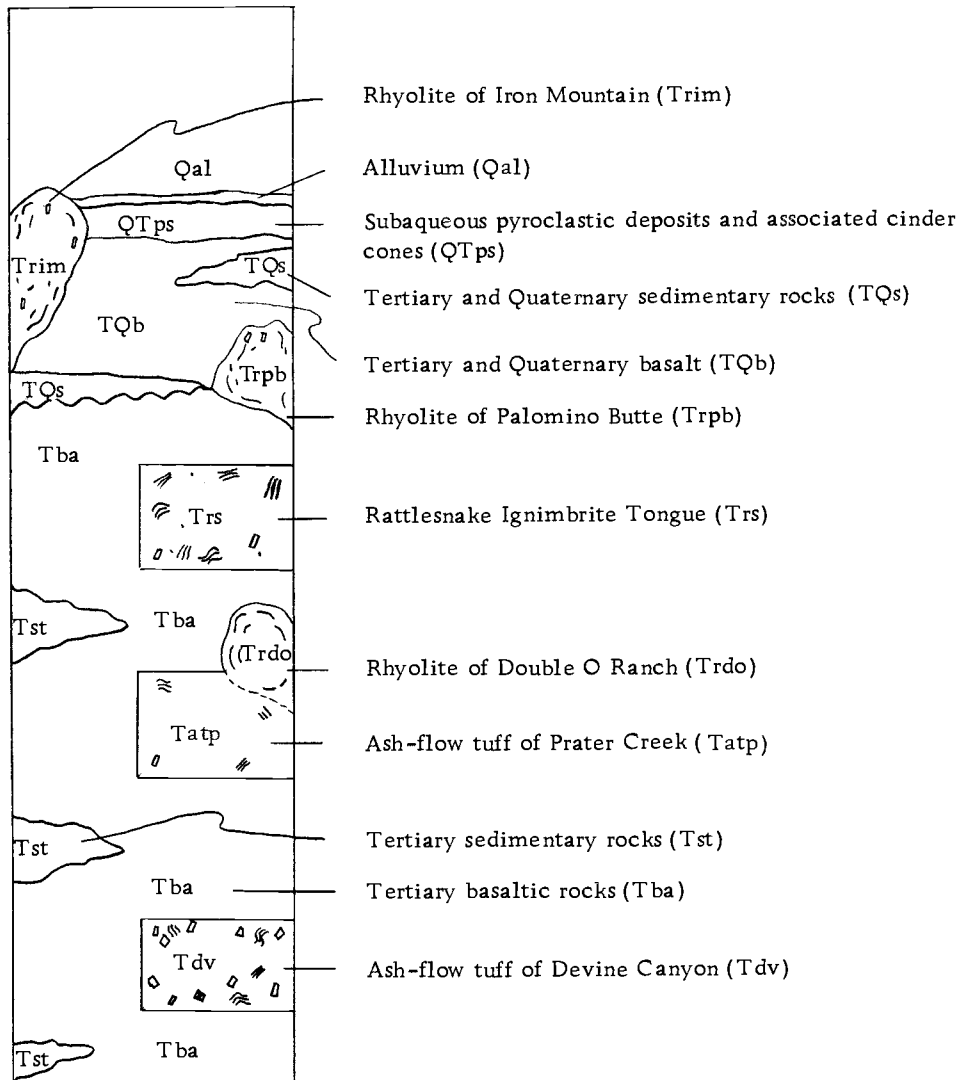 Rhyolite of Iron Mountain (Trim)
Qal
Alluvium (Qal)
QTps
Subaqueous pyroclastic deposits and associated cinder
cones (QTps)
Trim
TQs
Tertiary and Quaternary sedimentary rocks (TQs)
TQb
Tertiary and Quaternary basalt (TQb)
Trpb
TQs
Rhyolite of Palomino Butte (Trpb)
Tba
Trs
Rattlesnake Ignimbrite Tongue (Trs)
Tst
Tba
Trdo
Rhyolite of Double O Ranch (Trdo)
Tatp
Ash-flow tuff of Prater Creek (Tatp)
Tst
Tertiary sedimentary rocks (Tst)
Tba
Tertiary basaltic rocks (Tba)
Tdv
Ash-flow tuff of Devine Canyon (Tdv)
Tst
Tba